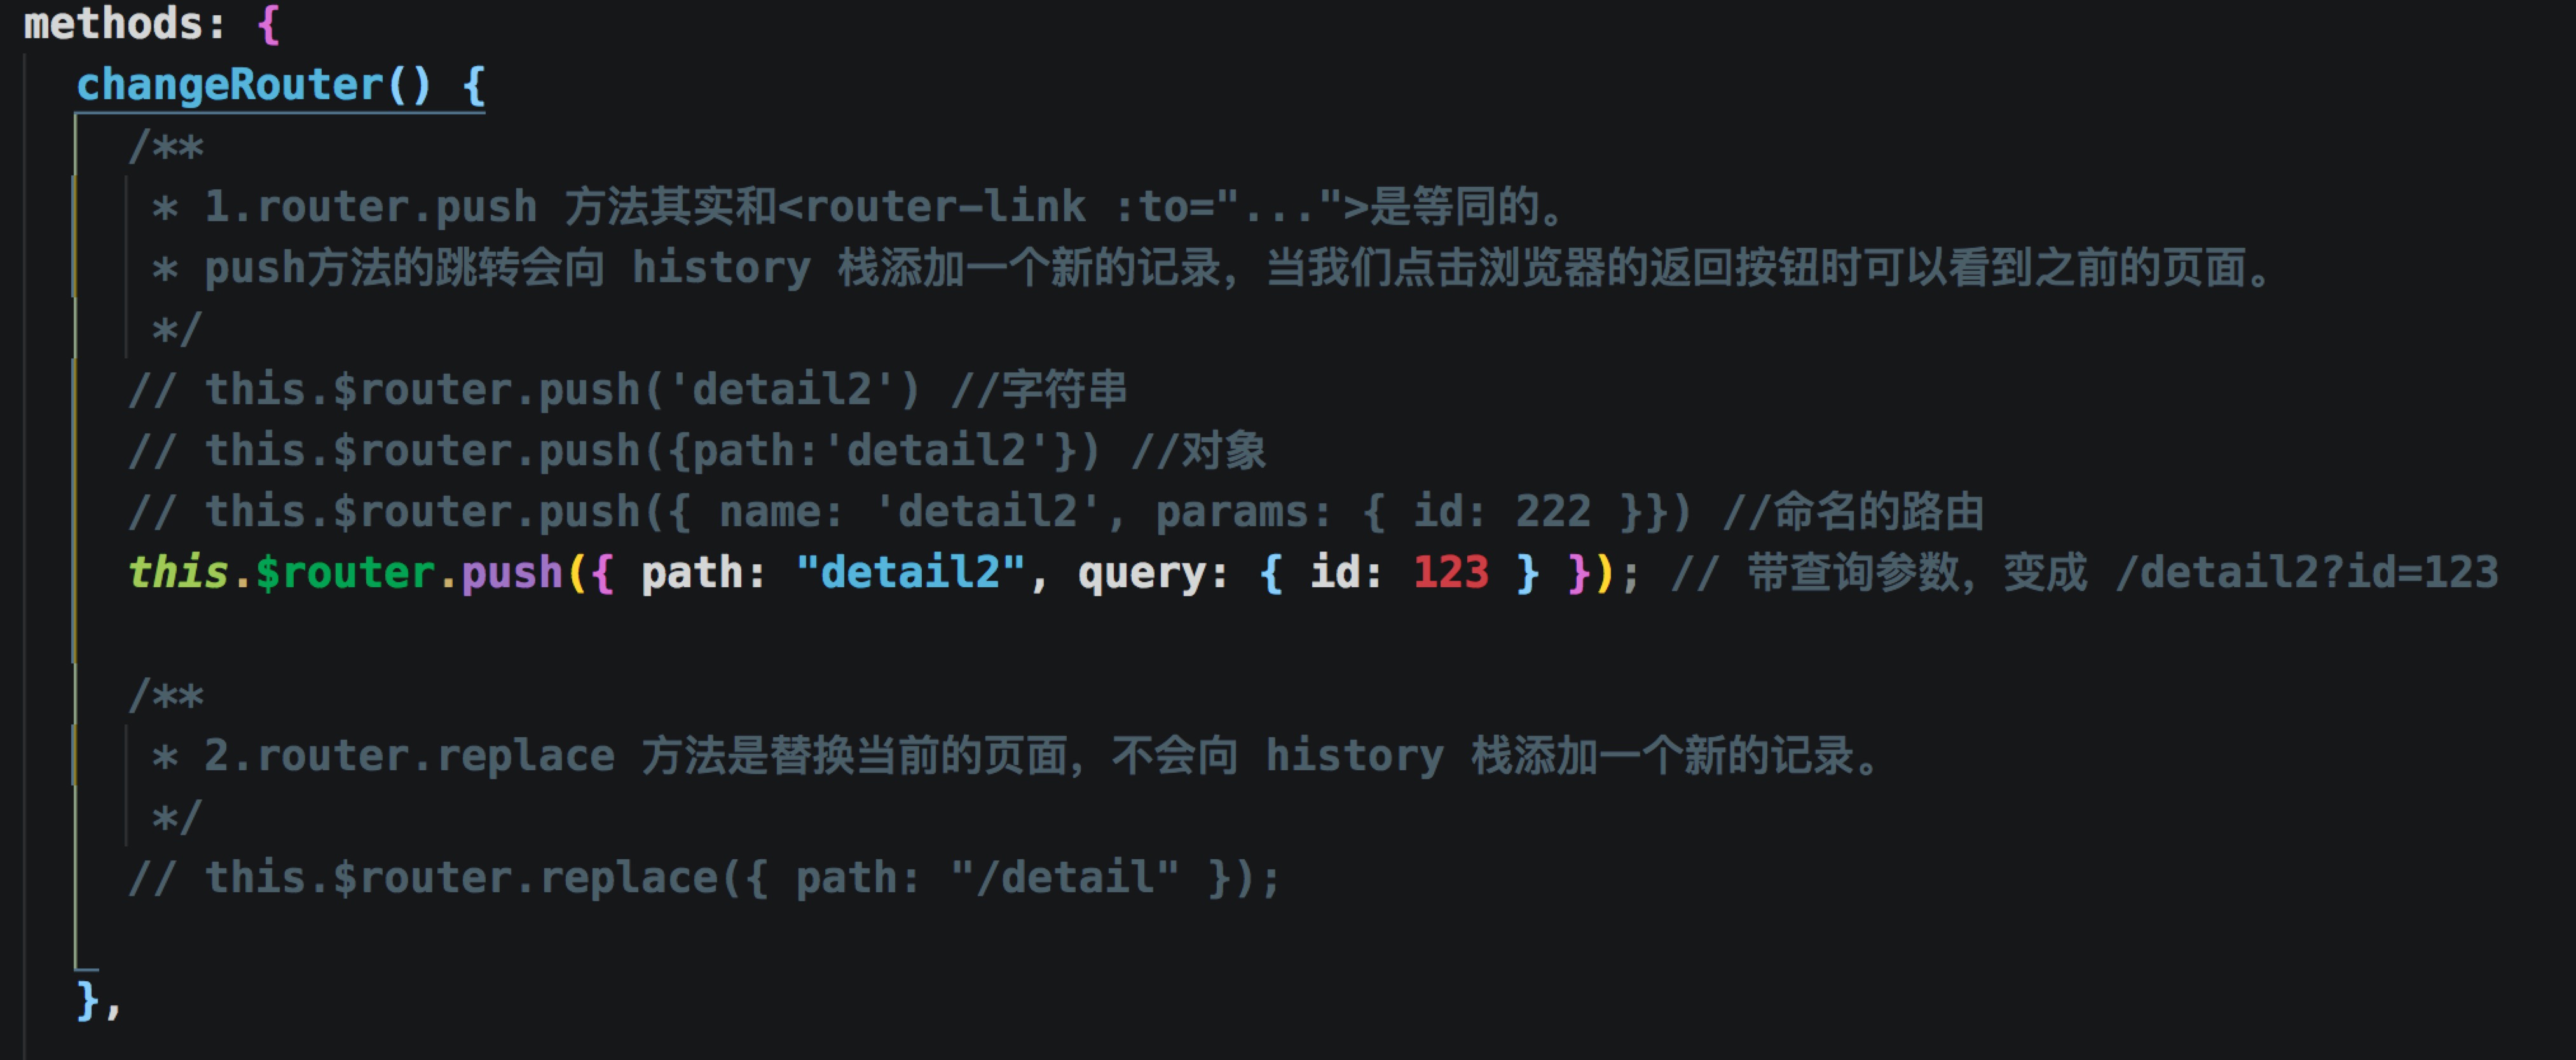 methods: {
changeRouter() {
/**
* 1.router.push 方法其实和<router-link :to="...">是等同的。
* push方法的跳转会向 history 栈添加一个新的记录，当我们点击浏览器的返回按钮时可以看到之前的页面。
*/
// this.$router.push('detail2') //字符串
// this.$router.push({path:'detail2'}) //对象
// this.$router.push({ name: 'detail2', params: { id: 222 }}) //命名的路由
this.$router.push({ path: "detail2", query: { id: 123 } }); // 带查询参数，变成 /detail2?id=123
/**
* 2.router.replace 方法是替换当前的页面，不会向 history 栈添加一个新的记录。
*/
// this.$router.replace({ path: "/detail" });
},